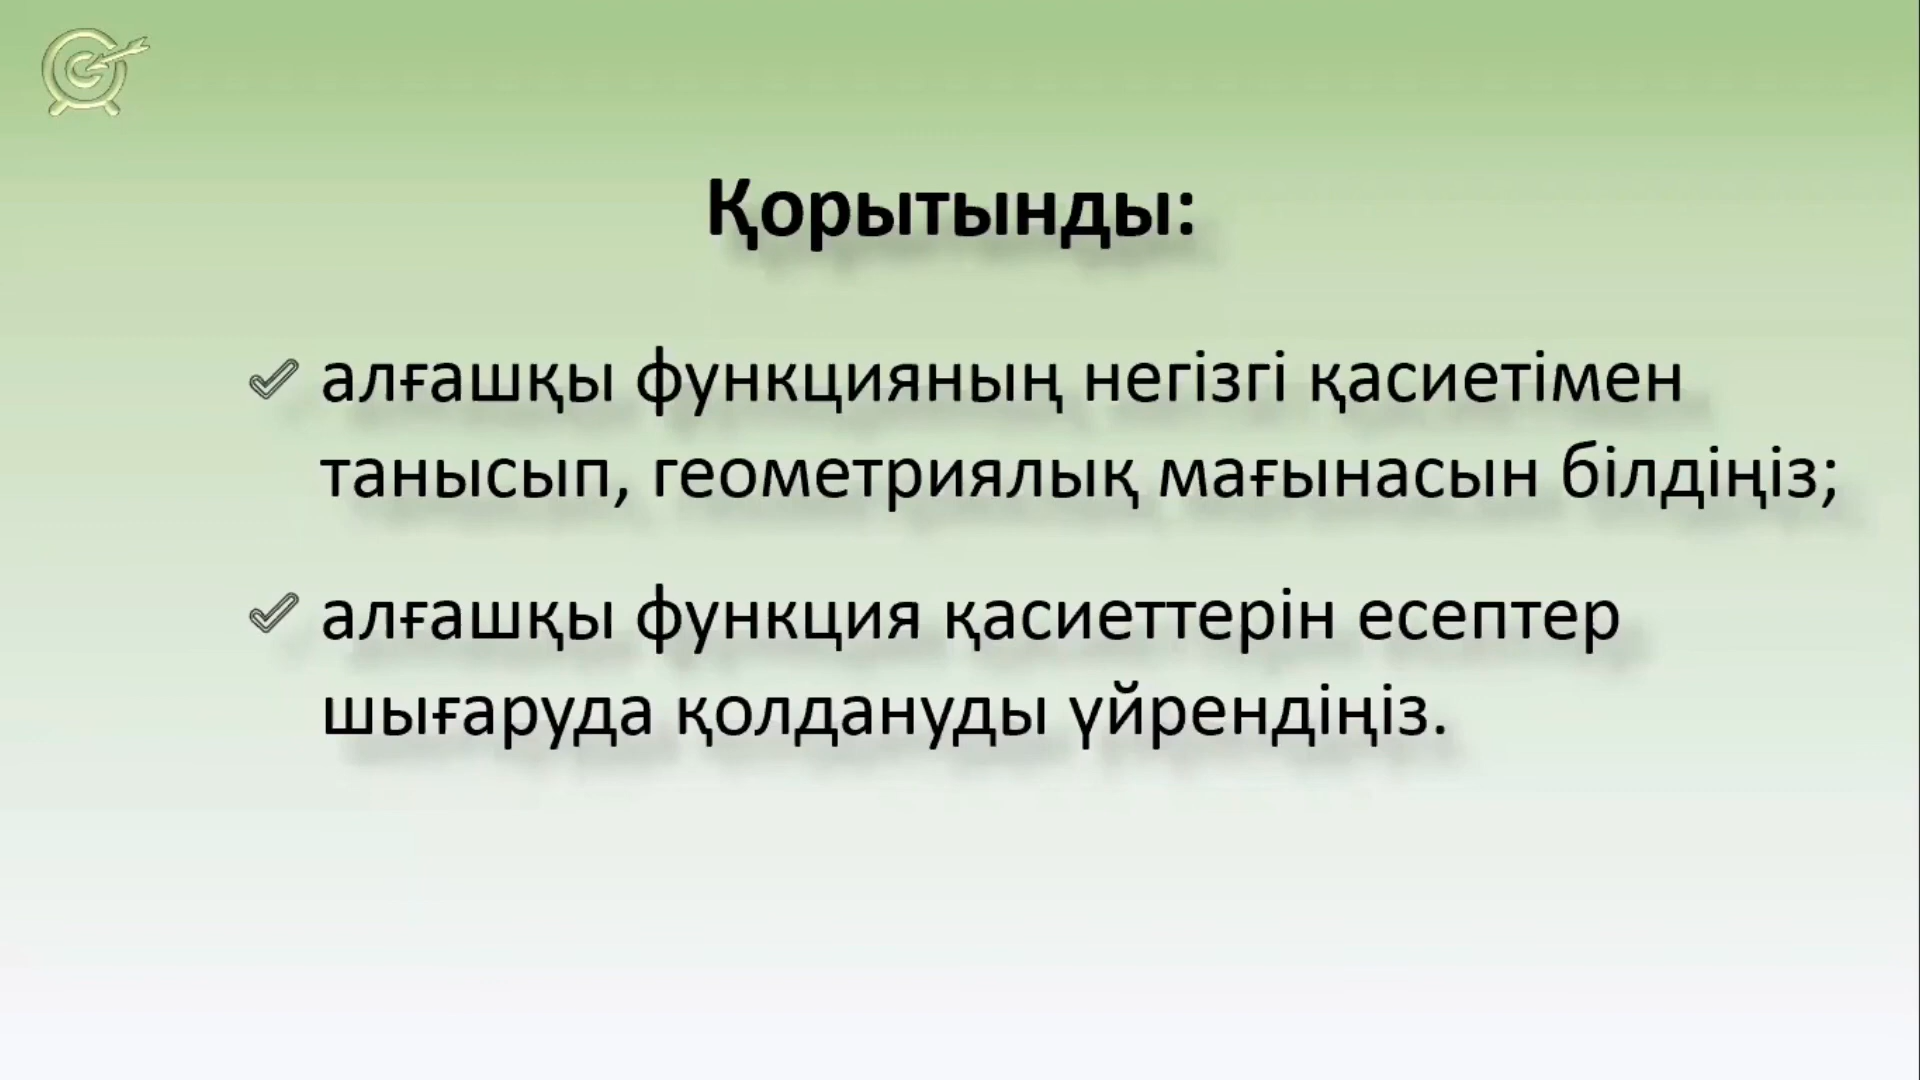 Қорытынды:
алғашқы функцияның негізгі қасиетімен
танысып, геометриялық мағынасын білдіңіз;
алғашқы функция қасиеттерін есептер
шығаруда қолдануды үйрендіңіз.